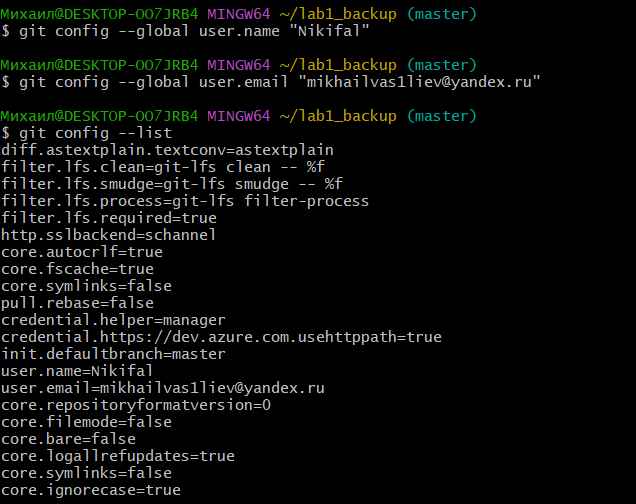 Михаил@DESKTOP-OO7JRB4 MINGW64 ~/lab1_backup (master)
$ git config --global user.name "Nikifal"
Михаил@DESKTOP-OO7JRB4 MINGW64 ~/lab1_backup (master)
$ git config --global user.email "mikhailvas1liev@yandex.ru"
Михаил@DESKTOP-OO7JRB4 MINGW64 ~/lab1_backup (master)
$ git config --list
diff.astextplain.textconv=astextplain
filter.lfs.clean=git-lfs clean -- %f
filter.lfs.smudge=git-lfs smudge -- %f
filter.lfs.process=git-lfs filter-process
filter.lfs.required=true
http.sslbackend=schannel
core.autocrlf=true
core.fscache=true
core.symlinks=false
pull.rebase=false
credential.helper=manager
credential.https://dev.azure.com.usehttppath=true
init.defaultbranch=master
user.name=Nikifal
user.email=mikhailvas1liev@yandex.ru
core.repositoryformatversion=0
core.filemode=false
core.bare=false
core.logallrefupdates=true
core.symlinks=false
core.ignorecase=true